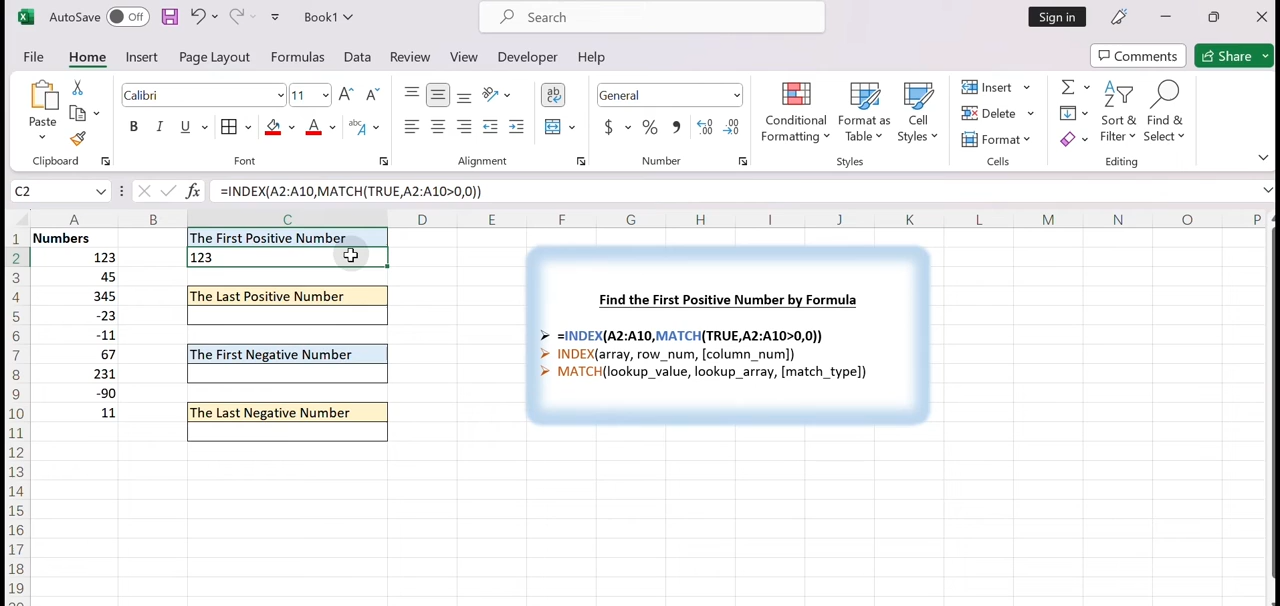 AutoSave Off Book1 Search Sign in
File Home Insert Page Layout Formulas Data Review View Developer Help Comments Share
Paste Calibri 11 General Conditional Formatting Format as Table Cell Styles Insert Delete Format Sort & Filter Find & Select
Clipboard Font Alignment Number Styles Cells Editing
C2 fx =INDEX(A2:A10,MATCH(TRUE,A2:A10>0,0))
A B C D E F G H I J K L M N O P
1 Numbers The First Positive Number
2 123 123
3 45
4 345 The Last Positive Number
5 -23
6 -11
7 67 The First Negative Number
8 231
9 -90
10 11 The Last Negative Number
11
12
13
14
15
16
17
18
19
Find the First Positive Number by Formula
=INDEX(A2:A10,MATCH(TRUE,A2:A10>0,0))
INDEX(array, row_num, [column_num])
MATCH(lookup_value, lookup_array, [match_type])